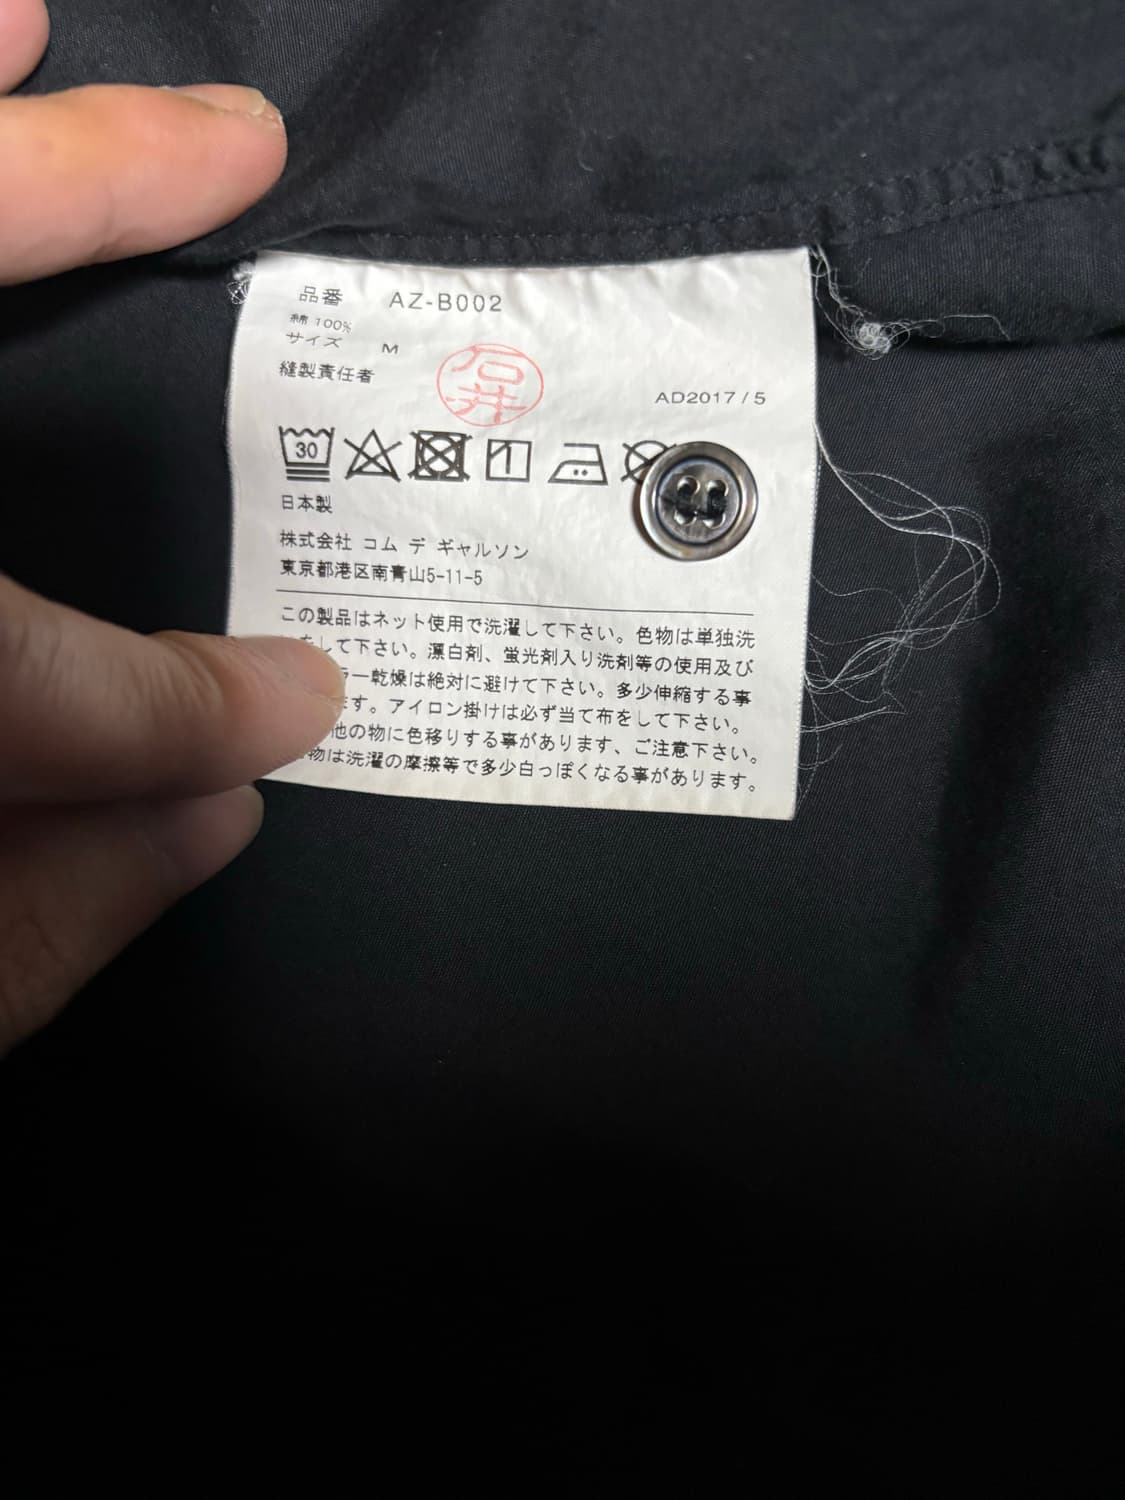 品番 AZ-B002
綿 100%
サイズ M
縫製責任者 石井
AD2017 / 5
30
日本製
株式会社 コム デ ギャルソン
東京都港区南青山5-11-5
この製品はネット使用で洗濯して下さい。色物は単独洗
をして下さい。漂白剤、蛍光剤入り洗剤等の使用及び
ラー乾燥は絶対に避けて下さい。多少伸縮する事
ます。アイロン掛けは必ず当て布をして下さい。
他の物に色移りする事があります、ご注意下さい。
物は洗濯の摩擦等で多少白っぽくなる事があります。